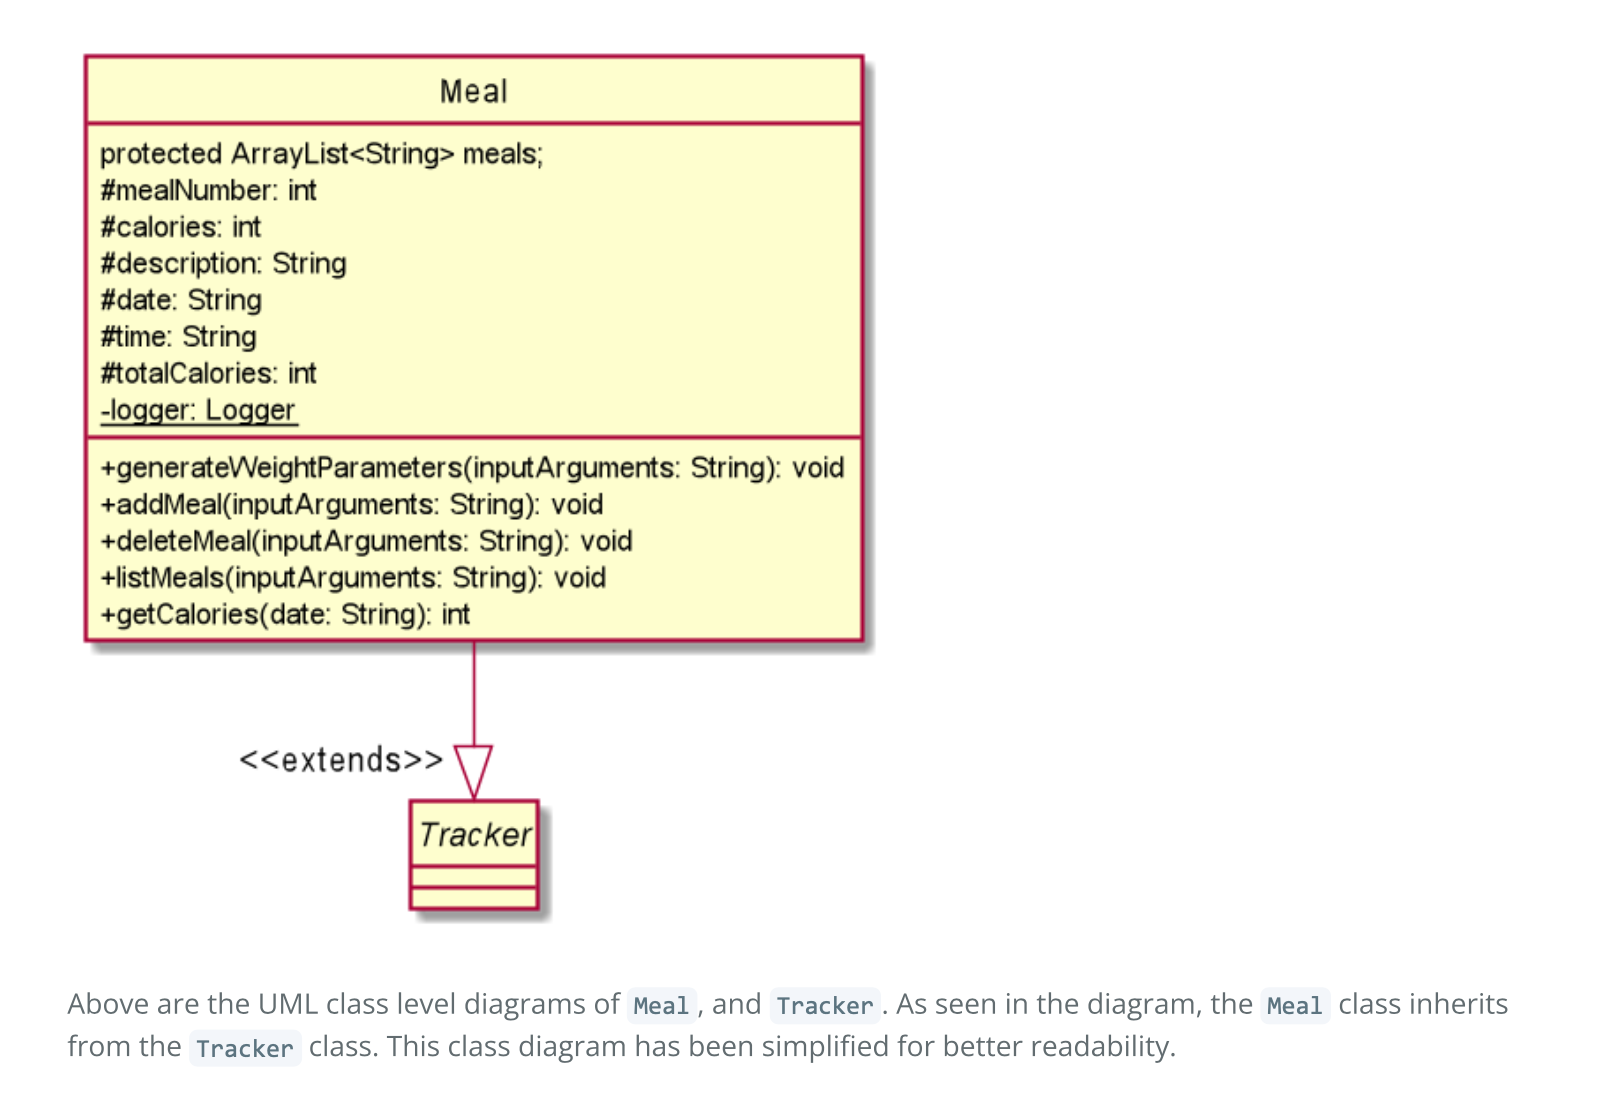 Meal
protected ArrayList<String> meals;
#mealNumber: int
#calories: int
#description: String
#date: String
#time: String
#totalCalories: int
-logger: Logger
+generateWeightParameters(inputArguments: String): void
+addMeal(inputArguments: String): void
+deleteMeal(inputArguments: String): void
+listMeals(inputArguments: String): void
+getCalories(date: String): int
<<extends>>
Tracker
Above are the UML class level diagrams of Meal, and Tracker. As seen in the diagram, the Meal class inherits
from the Tracker class. This class diagram has been simplified for better readability.